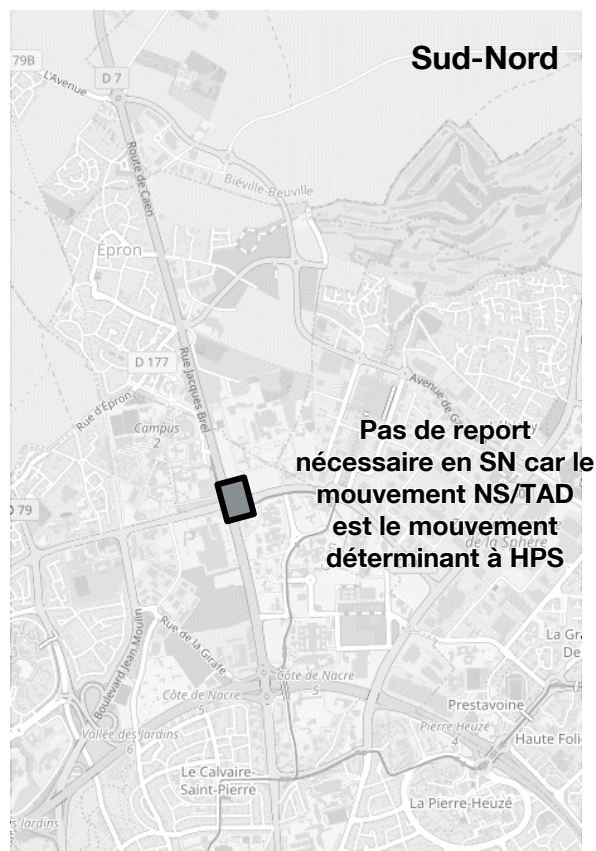 Sud-Nord
79B
L'Avenue
D 7
Route de Caen
Biéville-Beuville
Épron
D 177
Rue Jacques Brel
Rue d'Épron
Campus
2
Avenue de Ga
Pas de report
nécessaire en SN car le
mouvement NS/TAD
est le mouvement
déterminant à HPS
79
P
de la Sphère
Boulevard Jean Moulin
Rue de la Girafe
La Gr
De
Côte de Nacre
5
Côte de Nacre
5
Prestavoine
Pierre Heuzé
4
Haute Foli
Vallée des Jardins
6
Le Calvaire-
Saint-Pierre
La Pierre-Heuzé
s Jardins